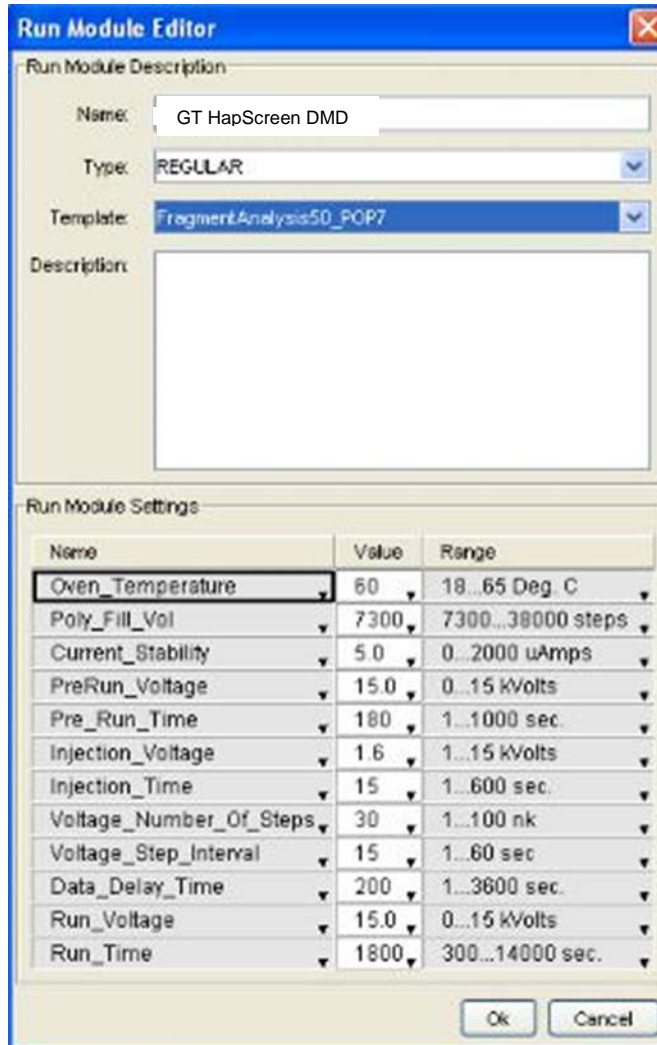 Run Module Editor
Run Module Description
Name: GT HapScreen DMD
Type: REGULAR
Template: FragmentAnalysis50_POP7
Description:
Run Module Settings
Name Value Range
Oven_Temperature 60 18...65 Deg. C
Poly_Fill_Vol 7300 7300...38000 steps
Current_Stability 5.0 0...2000 uAmps
PreRun_Voltage 15.0 0...15 kVolts
Pre_Run_Time 180 1...1000 sec.
Injection_Voltage 1.6 1...15 kVolts
Injection_Time 15 1...600 sec.
Voltage_Number_Of_Steps 30 1...100 nk
Voltage_Step_Interval 15 1...60 sec
Data_Delay_Time 200 1...3600 sec.
Run_Voltage 15.0 0...15 kVolts
Run_Time 1800 300...14000 sec.
Ok Cancel